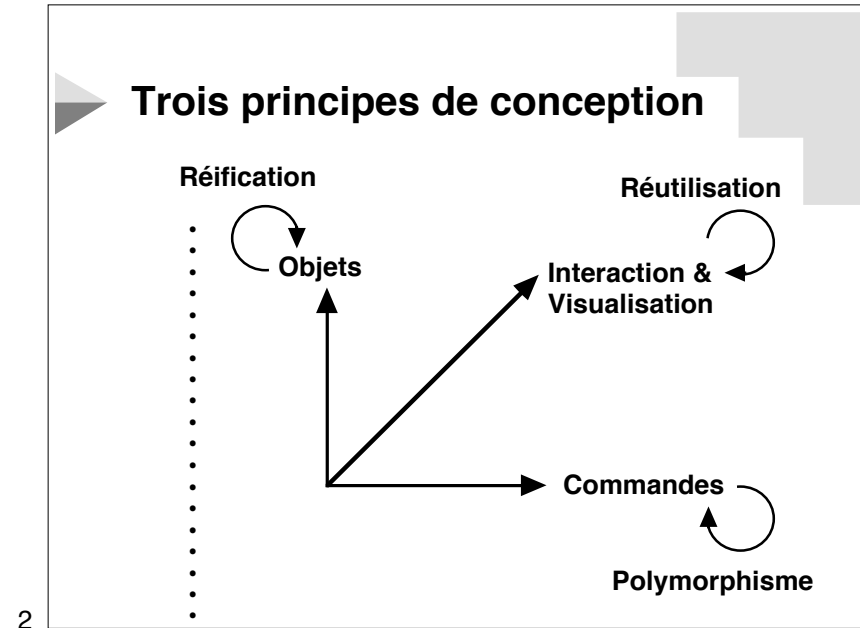 Trois principes de conception
Réification
Réutilisation
Objets
Interaction &
Visualisation
Commandes
Polymorphisme
2